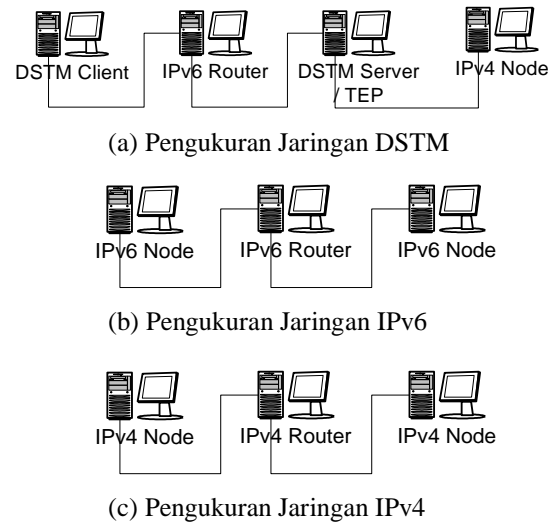 DSTM Client IPv6 Router DSTM Server IPv4 Node
/ TEP
(a) Pengukuran Jaringan DSTM
IPv6 Node IPv6 Router IPv6 Node
(b) Pengukuran Jaringan IPv6
IPv4 Node IPv4 Router IPv4 Node
(c) Pengukuran Jaringan IPv4